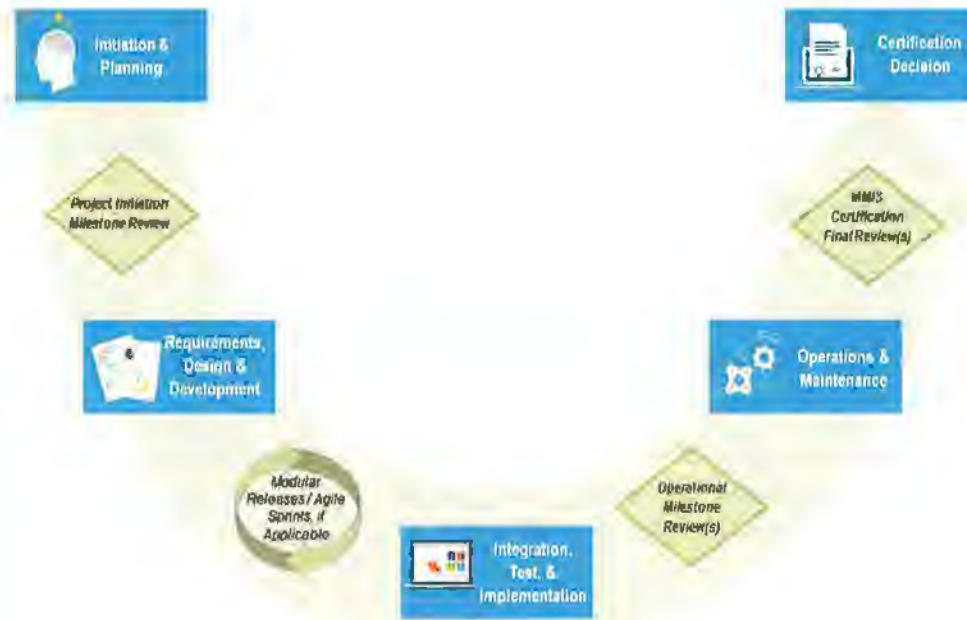 Initiation &
Planning
Project Initiation
Milestone Review
Requirements,
Design &
Development
Modular
Releases / Agile
Sprints, if
Applicable
Integration,
Test, &
Implementation
Operational
Milestone
Review(s)
Operations &
Maintenance
MMIS
Certification
Final Review(s)
Certification
Decision